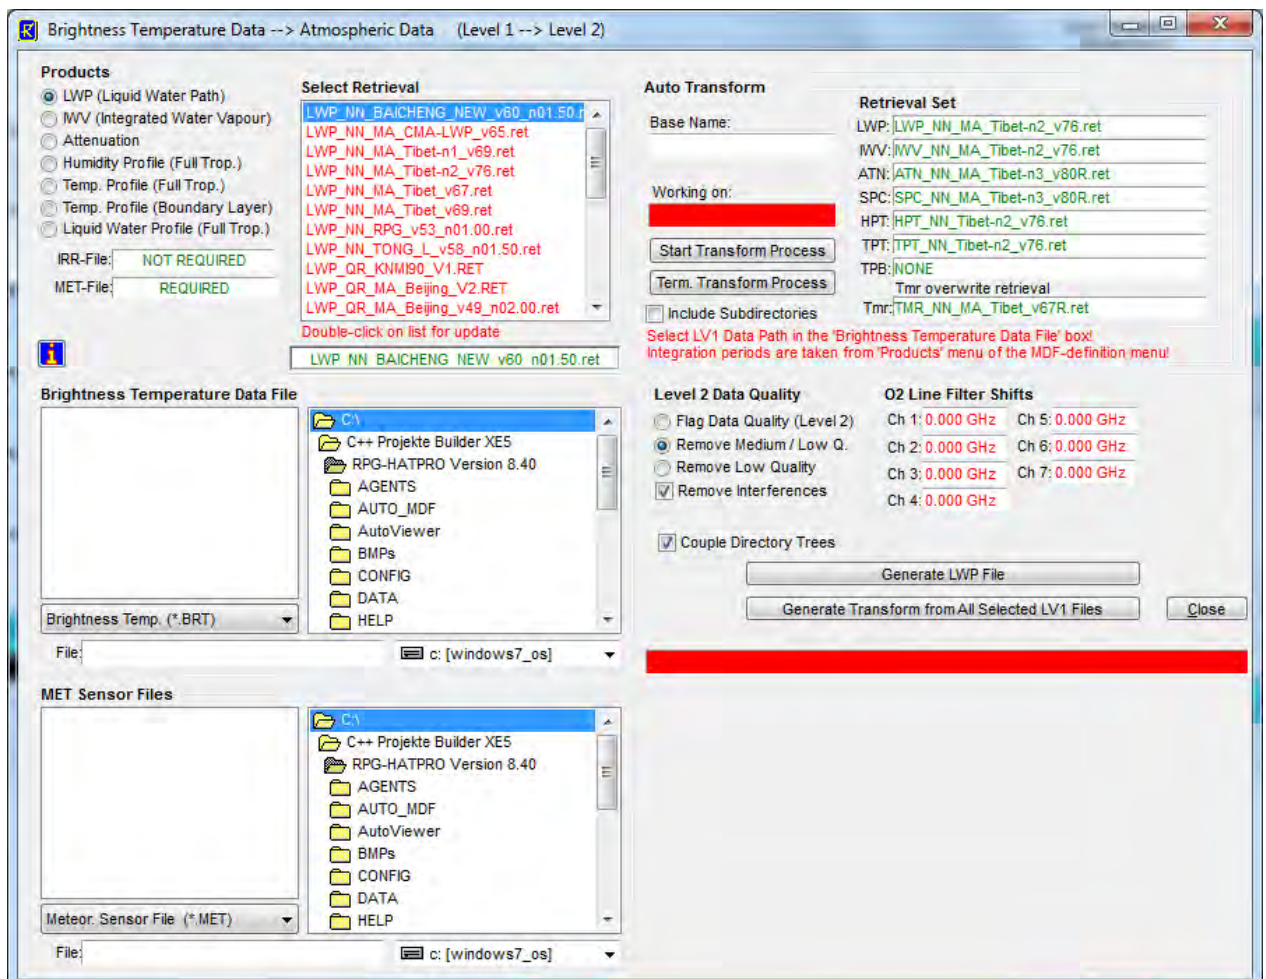 Brightness Temperature Data --> Atmospheric Data (Level 1 --> Level 2)
Products
LWP (Liquid Water Path)
IWV (Integrated Water Vapour)
Attenuation
Humidity Profile (Full Trop.)
Temp. Profile (Full Trop.)
Temp. Profile (Boundary Layer)
Liquid Water Profile (Full Trop.)
IRR-File: NOT REQUIRED
MET-File: REQUIRED
Select Retrieval
LWP_NN_BAICHENG_NEW_v60_n01.50.r
LWP_NN_MA_CMA-LWP_v65.ret
LWP_NN_MA_Tibet-n1_v69.ret
LWP_NN_MA_Tibet-n2_v76.ret
LWP_NN_MA_Tibet_v67.ret
LWP_NN_MA_Tibet_v69.ret
LWP_NN_RPG_v53_n01.00.ret
LWP_NN_TONG_L_v58_n01.50.ret
LWP_QR_KNMI90_V1.RET
LWP_QR_MA_Beijing_V2.RET
LWP_QR_MA_Beijing_v49_n02.00.ret
Double-click on list for update
LWP_NN_BAICHENG_NEW_v60_n01.50.ret
Auto Transform
Base Name:
Working on:
Start Transform Process
Term. Transform Process
Include Subdirectories
Retrieval Set
LWP: LWP_NN_MA_Tibet-n2_v76.ret
IWV: IWV_NN_MA_Tibet-n2_v76.ret
ATN: ATN_NN_MA_Tibet-n3_v80R.ret
SPC: SPC_NN_MA_Tibet-n3_v80R.ret
HPT: HPT_NN_Tibet-n2_v76.ret
TPT: TPT_NN_Tibet-n2_v76.ret
TPB: NONE
Tmr overwrite retrieval
Tmr: TMR_NN_MA_Tibet_v67R.ret
Select LV1 Data Path in the 'Brightness Temperature Data File' box!
Integration periods are taken from 'Products' menu of the MDF-definition menu!
Brightness Temperature Data File
Brightness Temp. (*.BRT)
C:\
C++ Projekte Builder XE5
RPG-HATPRO Version 8.40
AGENTS
AUTO_MDF
AutoViewer
BMPs
CONFIG
DATA
HELP
File:
c: [windows7_os]
Level 2 Data Quality
Flag Data Quality (Level 2)
Remove Medium / Low Q.
Remove Low Quality
Remove Interferences
Couple Directory Trees
O2 Line Filter Shifts
Ch 1: 0.000 GHz Ch 5: 0.000 GHz
Ch 2: 0.000 GHz Ch 6: 0.000 GHz
Ch 3: 0.000 GHz Ch 7: 0.000 GHz
Ch 4: 0.000 GHz
Generate LWP File
Generate Transform from All Selected LV1 Files
Close
MET Sensor Files
Meteor. Sensor File (*.MET)
C:\
C++ Projekte Builder XE5
RPG-HATPRO Version 8.40
AGENTS
AUTO_MDF
AutoViewer
BMPs
CONFIG
DATA
HELP
File:
c: [windows7_os]